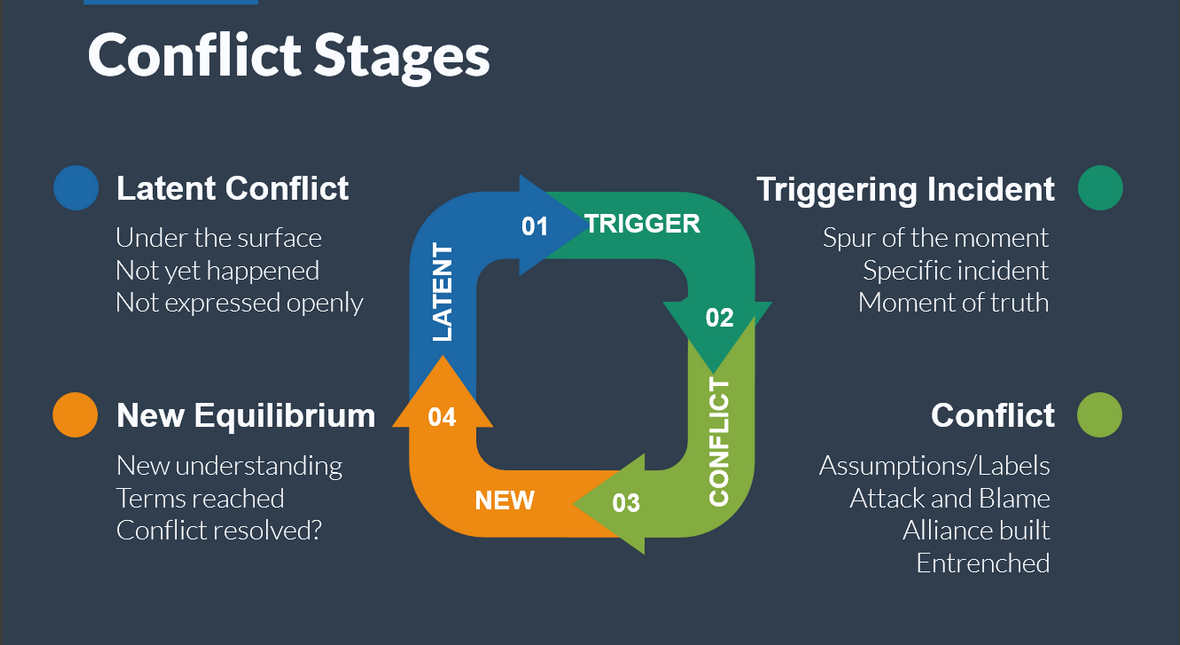 Conflict Stages
Latent Conflict
Under the surface
Not yet happened
Not expressed openly
Triggering Incident
Spur of the moment
Specific incident
Moment of truth
01
TRIGGER
LATENT
02
04
CONFLICT
NEW
03
New Equilibrium
New understanding
Terms reached
Conflict resolved?
Conflict
Assumptions/Labels
Attack and Blame
Alliance built
Entrenched